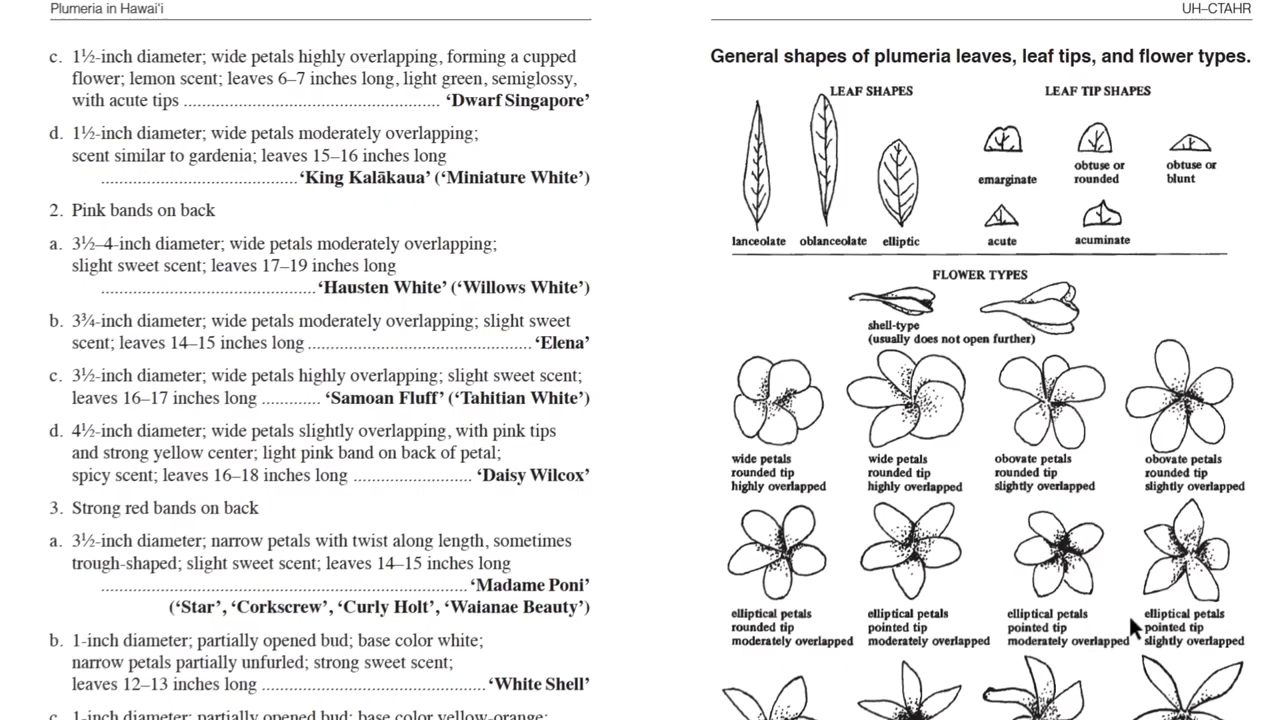 Plumeria in Hawai‘i
c. 1½-inch diameter; wide petals highly overlapping, forming a cupped
flower; lemon scent; leaves 6–7 inches long, light green, semiglossy,
with acute tips ............................................. ‘Dwarf Singapore’
d. 1½-inch diameter; wide petals moderately overlapping;
scent similar to gardenia; leaves 15–16 inches long
...................................‘King Kalākaua’ (‘Miniature White’)
2. Pink bands on back
a. 3½–4-inch diameter; wide petals moderately overlapping;
slight sweet scent; leaves 17–19 inches long
.......................................‘Hausten White’ (‘Willows White’)
b. 3¾-inch diameter; wide petals moderately overlapping; slight sweet
scent; leaves 14–15 inches long ......................................... ‘Elena’
c. 3½-inch diameter; wide petals highly overlapping; slight sweet scent;
leaves 16–17 inches long ............ ‘Samoan Fluff’ (‘Tahitian White’)
d. 4½-inch diameter; wide petals slightly overlapping, with pink tips
and strong yellow center; light pink band on back of petal;
spicy scent; leaves 16–18 inches long ...................... ‘Daisy Wilcox’
3. Strong red bands on back
a. 3½-inch diameter; narrow petals with twist along length, sometimes
trough-shaped; slight sweet scent; leaves 14–15 inches long
...................................................................‘Madame Poni’
(‘Star’, ‘Corkscrew’, ‘Curly Holt’, ‘Waianae Beauty’)
b. 1-inch diameter; partially opened bud; base color white;
narrow petals partially unfurled; strong sweet scent;
leaves 12–13 inches long .........................................‘White Shell’
c. 1-inch diameter; partially opened bud; base color yellow-orange;
UH–CTAHR
General shapes of plumeria leaves, leaf tips, and flower types.
LEAF SHAPES
lanceolate oblanceolate elliptic
LEAF TIP SHAPES
emarginate
obtuse or
rounded
obtuse or
blunt
acute
acuminate
FLOWER TYPES
shell-type
(usually does not open further)
wide petals
rounded tip
highly overlapped
wide petals
rounded tip
highly overlapped
obovate petals
rounded tip
slightly overlapped
obovate petals
rounded tip
slightly overlapped
elliptical petals
rounded tip
moderately overlapped
elliptical petals
pointed tip
moderately overlapped
elliptical petals
pointed tip
moderately overlapped
elliptical petals
pointed tip
slightly overlapped